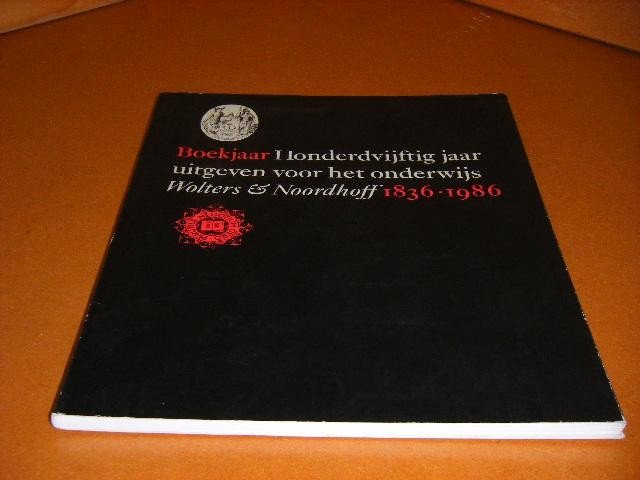 Boekjaar Honderdvijftig jaar
uitgeven voor het onderwijs
Wolters & Noordhoff 1836·1986